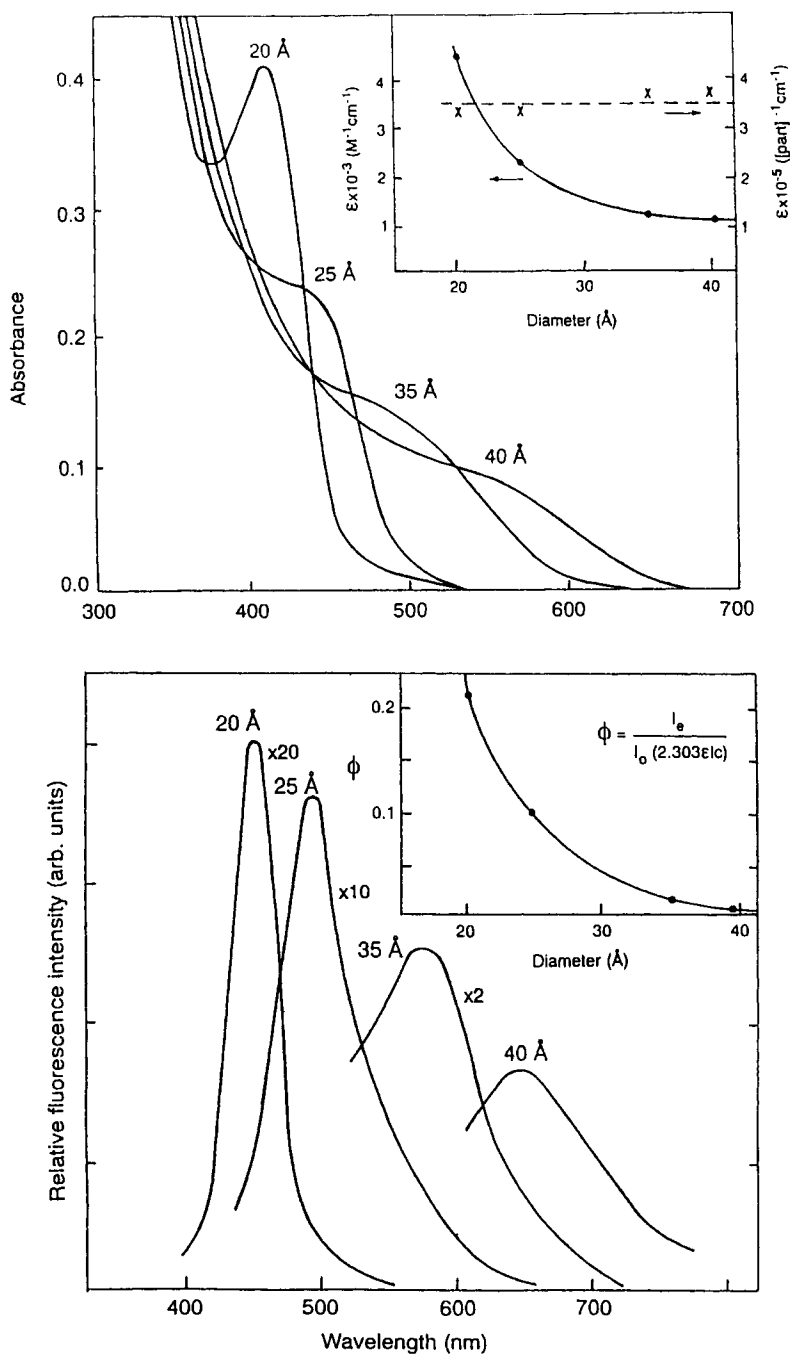 0.4
0.3
0.2
0.1
0.0
Absorbance
300
400
500
600
700
20 Å
25 Å
35 Å
40 Å
4
3
2
1
εx10⁻³ (M⁻¹cm⁻¹)
4
3
2
1
εx10⁻⁵ ([part]⁻¹cm⁻¹)
x x x x
20
30
40
Diameter (Å)
Relative fluorescence intensity (arb. units)
20 Å
x20
25 Å
x10
35 Å
x2
40 Å
ϕ
0.2
0.1
ϕ = Iₑ / Iₒ (2.303εlc)
20
30
40
Diameter (Å)
400
500
600
700
Wavelength (nm)